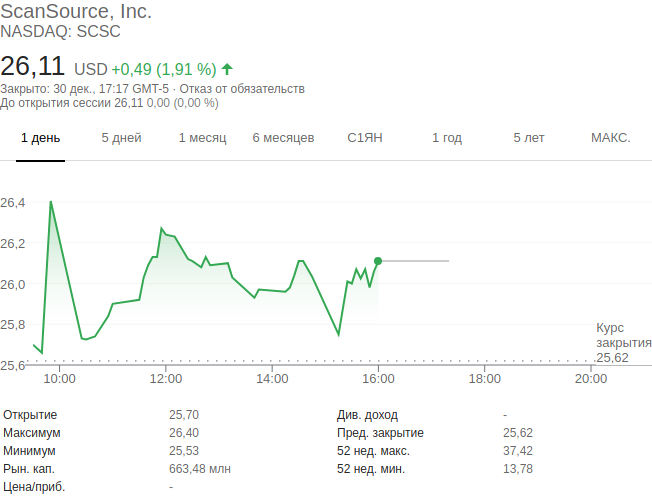 ScanSource, Inc.
NASDAQ: SCSC
26,11 USD +0,49 (1,91 %)
Закрыто: 30 дек., 17:17 GMT-5 · Отказ от обязательств
До открытия сессии 26,11 0,00 (0,00 %)
1 день 5 дней 1 месяц 6 месяцев С1ЯН 1 год 5 лет МАКС.
26,4
26,2
26,0
25,8
Курс
закрытия
25,62
25,6
10:00 12:00 14:00 16:00 18:00 20:00
Открытие 25,70 Див. доход -
Максимум 26,40 Пред. закрытие 25,62
Минимум 25,53 52 нед. макс. 37,42
Рын. кап. 663,48 млн 52 нед. мин. 13,78
Цена/приб. -